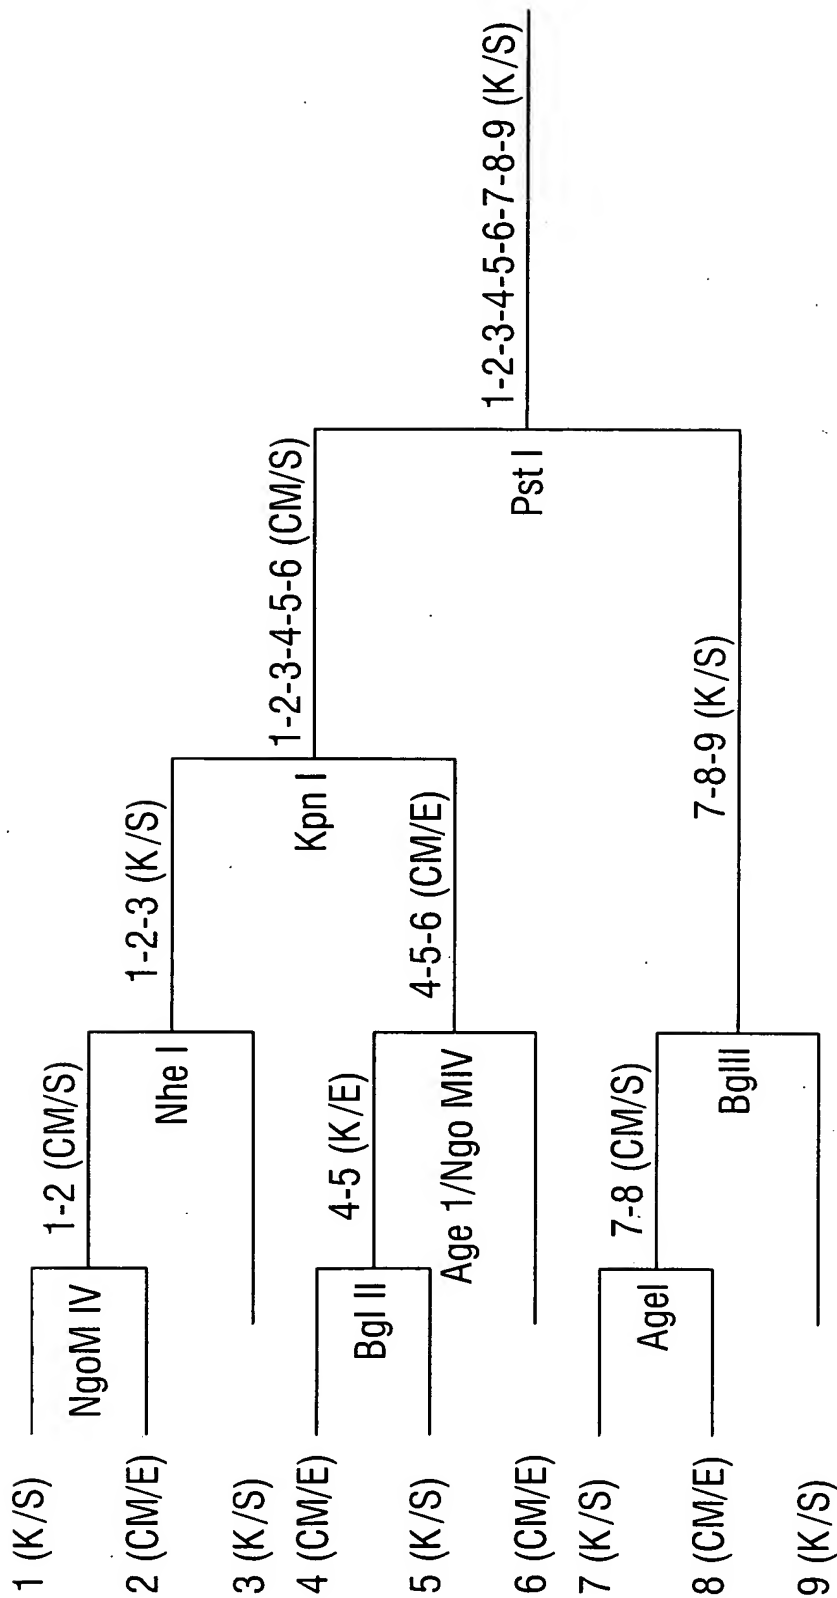 1 (K/S)
2 (CM/E)
3 (K/S)
4 (CM/E)
5 (K/S)
6 (CM/E)
7 (K/S)
8 (CM/E)
9 (K/S)
NgoM IV
Bgl II
AgeI
1-2 (CM/S)
4-5 (K/E)
7-8 (CM/S)
Nhe I
Age 1/Ngo MIV
BglII
1-2-3 (K/S)
4-5-6 (CM/E)
7-8-9 (K/S)
Kpn I
1-2-3-4-5-6 (CM/S)
Pst I
1-2-3-4-5-6-7-8-9 (K/S)